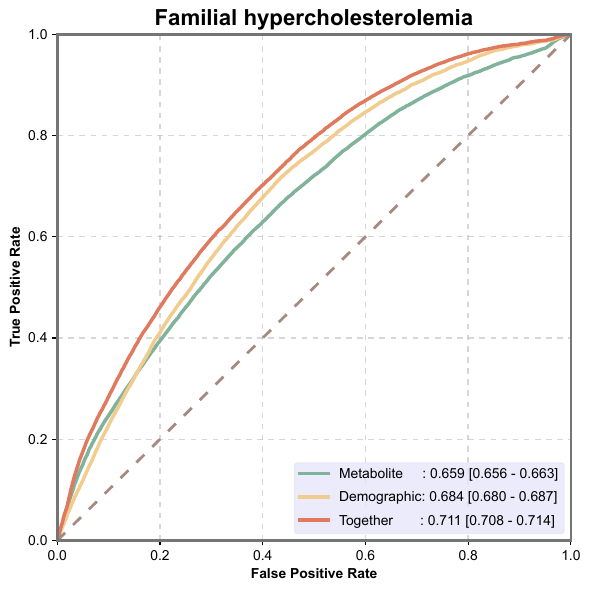 Familial hypercholesterolemia
1.0
0.8
0.6
0.4
0.2
0.0
True Positive Rate
Metabolite : 0.659 [0.656 - 0.663]
Demographic: 0.684 [0.680 - 0.687]
Together : 0.711 [0.708 - 0.714]
0.0 0.2 0.4 0.6 0.8 1.0
False Positive Rate